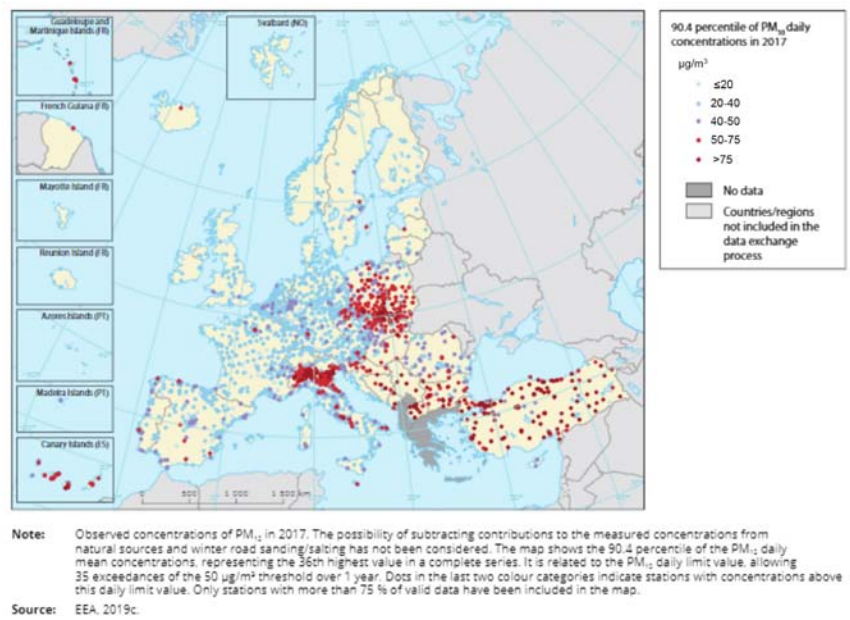 Guadeloupe and
Martinique Islands (FR)
Svalbard (NO)
French Guiana (FR)
Mayotte Island (FR)
Reunion Island (FR)
Azores Islands (PT)
Madeira Islands (PT)
Canary Islands (ES)
0 500 1 000 1 500 km
90.4 percentile of PM₁₀ daily
concentrations in 2017
µg/m³
≤20
20-40
40-50
50-75
>75
No data
Countries/regions
not included in the
data exchange
process
Note: Observed concentrations of PM₁₀ in 2017. The possibility of subtracting contributions to the measured concentrations from
natural sources and winter road sanding/salting has not been considered. The map shows the 90.4 percentile of the PM₁₀ daily
mean concentrations, representing the 36th highest value in a complete series. It is related to the PM₁₀ daily limit value, allowing
35 exceedances of the 50 µg/m³ threshold over 1 year. Dots in the last two colour categories indicate stations with concentrations above
this daily limit value. Only stations with more than 75 % of valid data have been included in the map.
Source: EEA, 2019c.